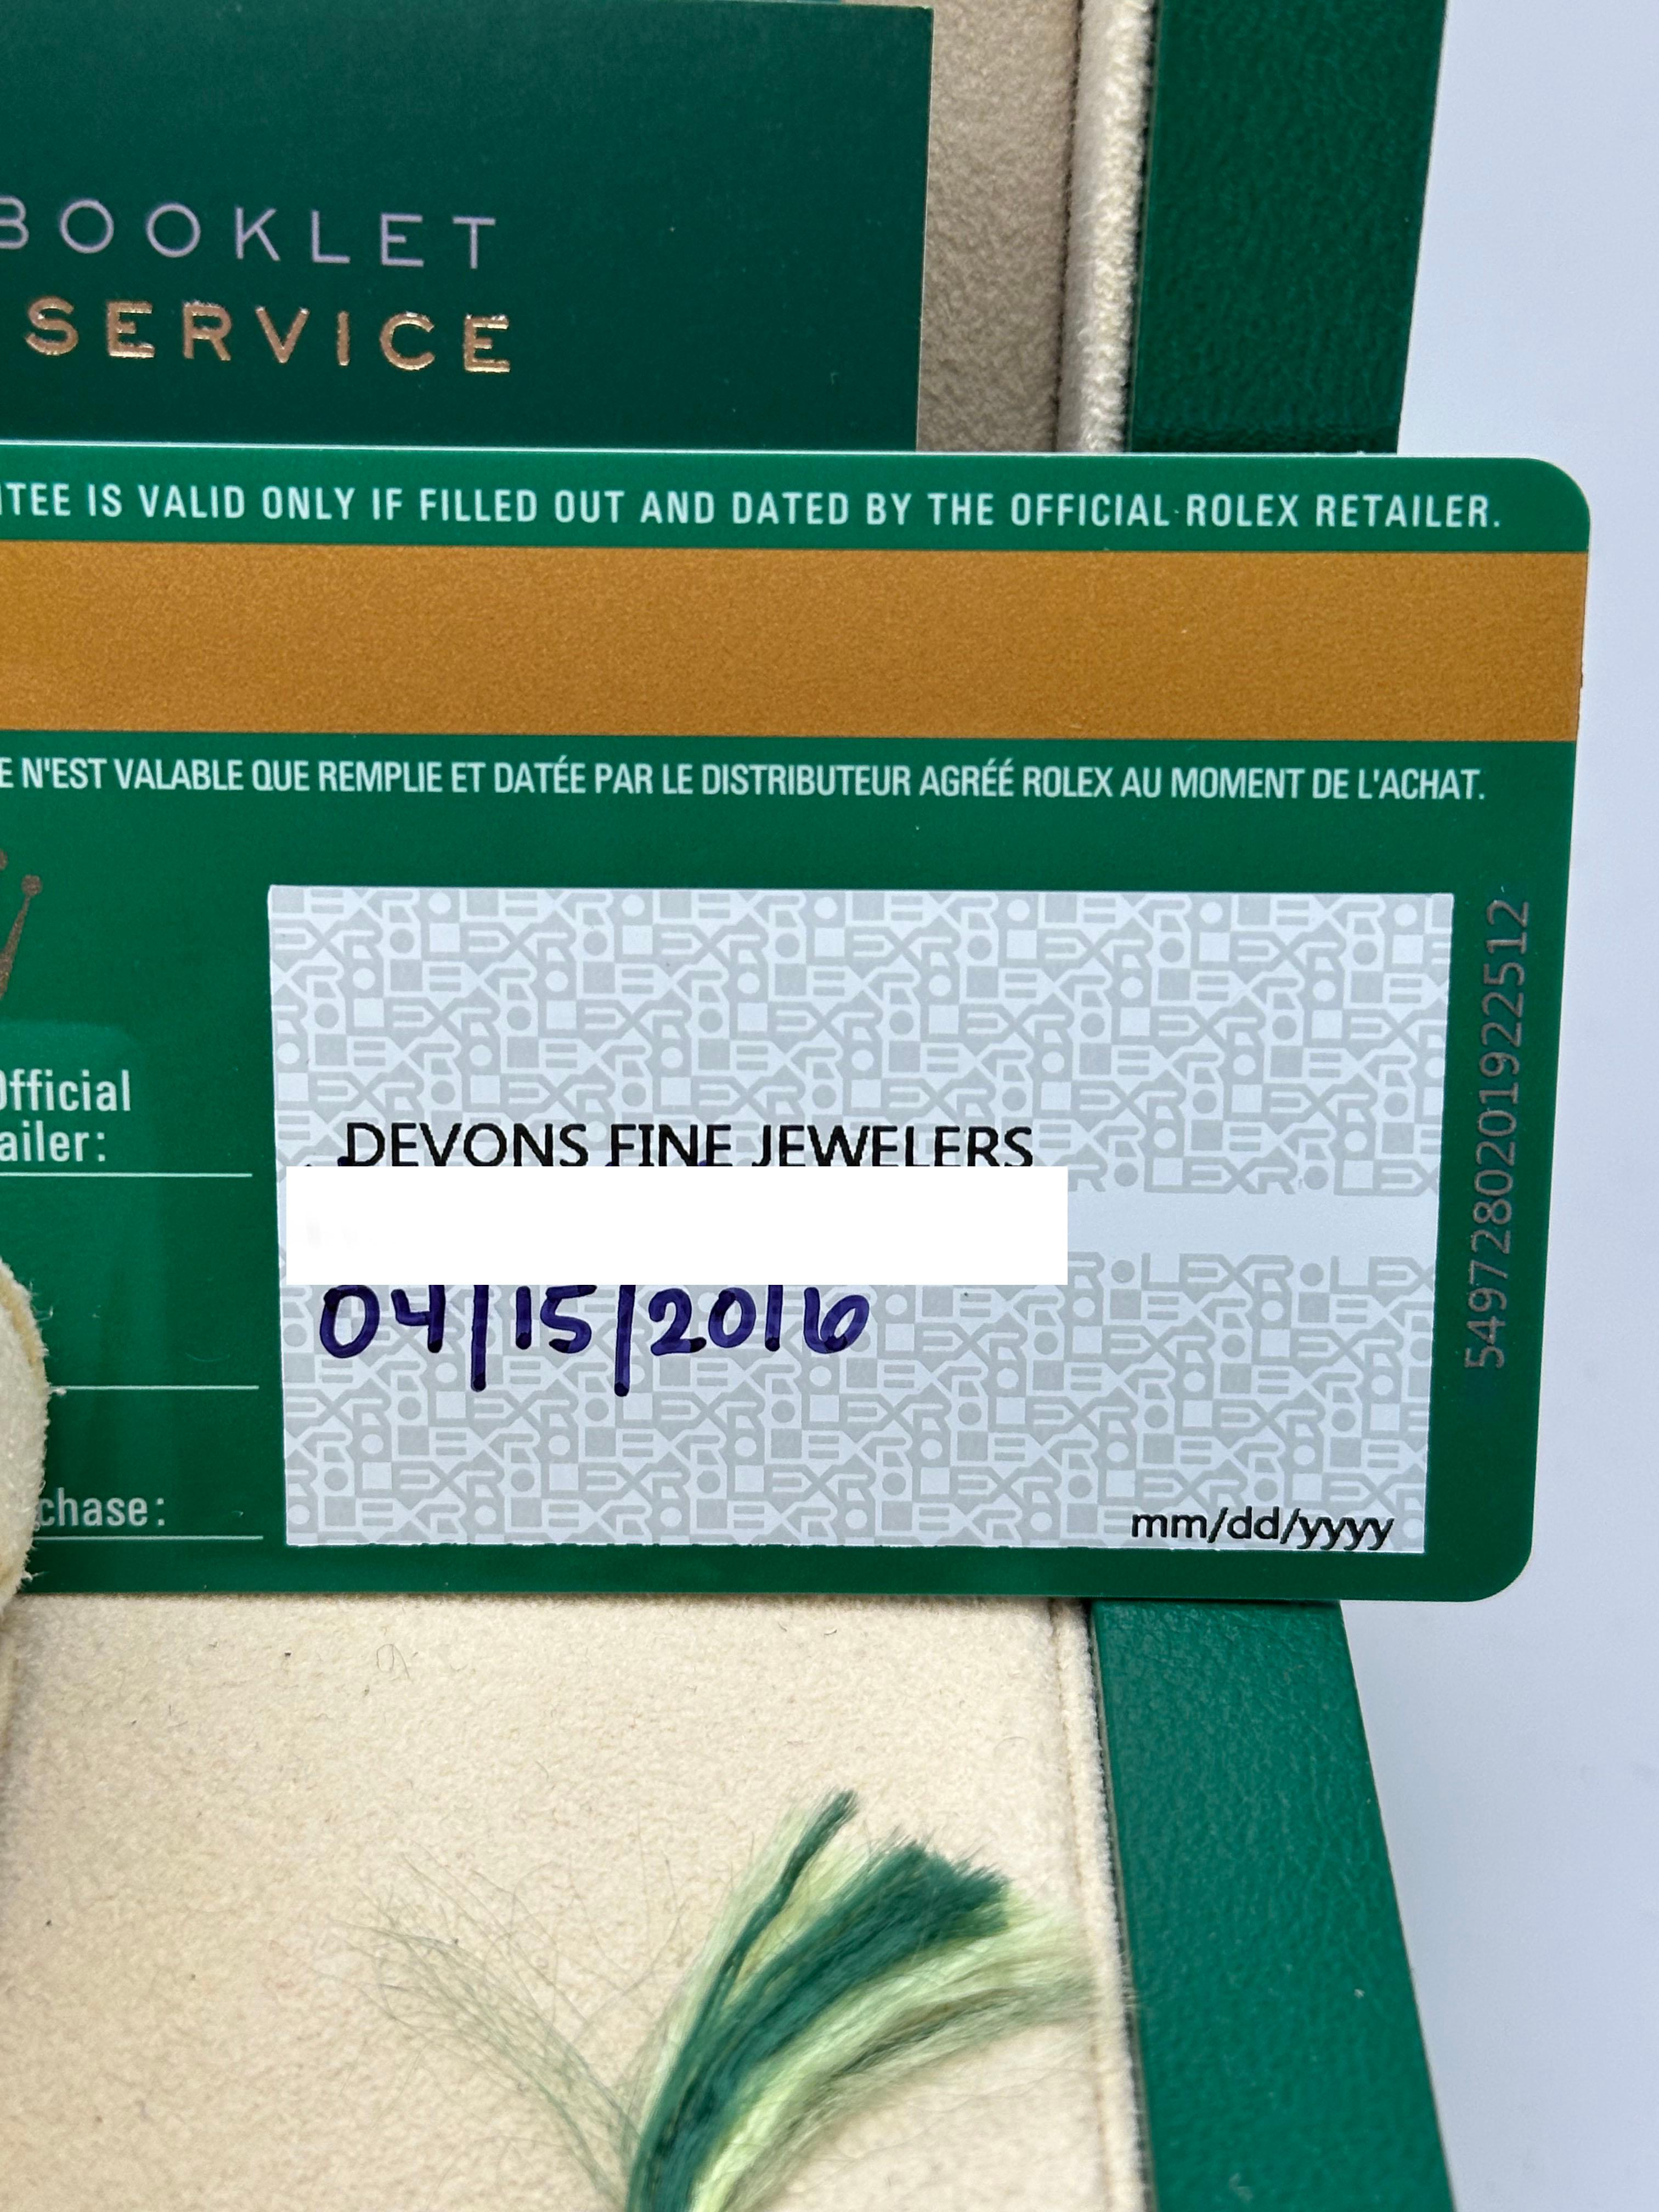 BOOKLET
SERVICE
IS VALID ONLY IF FILLED OUT AND DATED BY THE OFFICIAL ROLEX RETAILER.
N'EST VALABLE QUE REMPLIE ET DATÉE PAR LE DISTRIBUTEUR AGRÉÉ ROLEX AU MOMENT DE L'ACHAT.
Official
ailer:
DEVONS FINE JEWELERS
04/15/2016
chase:
mm/dd/yyyy
5497280201922512